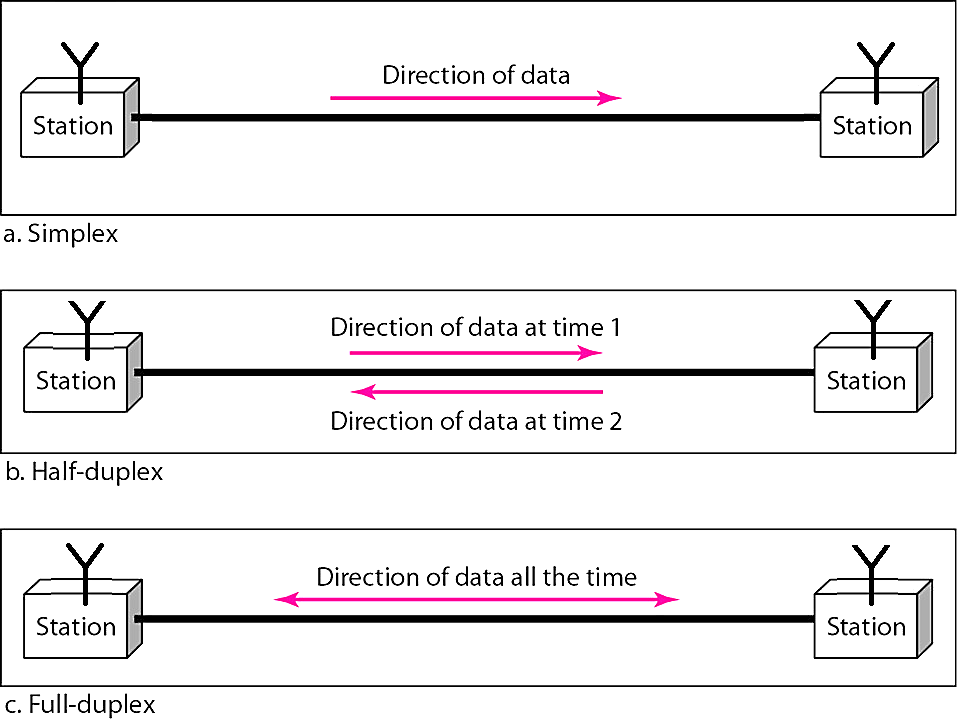 Direction of data
Station
Station
a. Simplex
Direction of data at time 1
Station
Station
Direction of data at time 2
b. Half-duplex
Direction of data all the time
Station
Station
c. Full-duplex